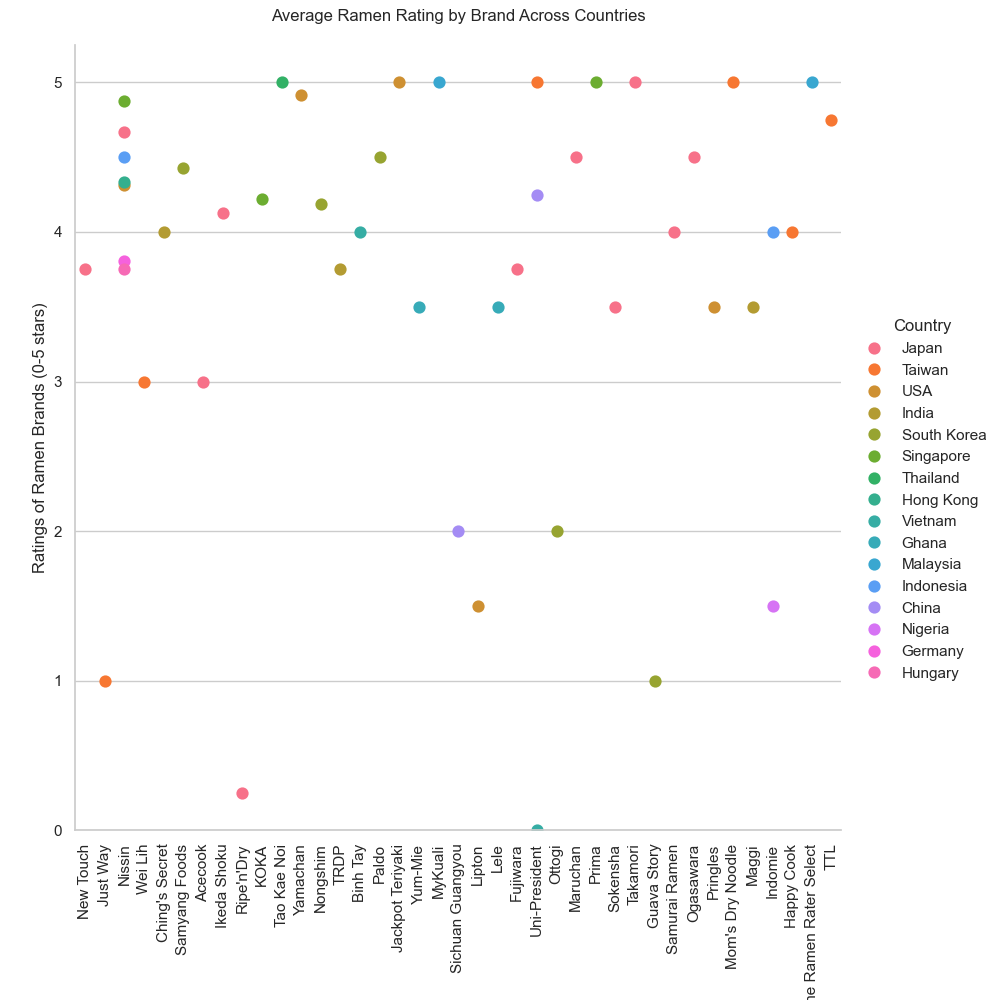 Average Ramen Rating by Brand Across Countries
Ratings of Ramen Brands (0-5 stars)
5
4
3
2
1
0
New Touch
Just Way
Nissin
Wei Lih
Ching's Secret
Samyang Foods
Acecook
Ikeda Shoku
Ripe'n'Dry
KOKA
Tao Kae Noi
Yamachan
Nongshim
TRDP
Binh Tay
Paldo
Jackpot Teriyaki
Yum-Mie
MyKuali
Sichuan Guangyou
Lipton
Lele
Fujiwara
Uni-President
Ottogi
Maruchan
Prima
Sokensha
Takamori
Guava Story
Samurai Ramen
Ogasawara
Pringles
Mom's Dry Noodle
Maggi
Indomie
Happy Cook
Ramen Rater Select
TTL
Country
Japan
Taiwan
USA
India
South Korea
Singapore
Thailand
Hong Kong
Vietnam
Ghana
Malaysia
Indonesia
China
Nigeria
Germany
Hungary